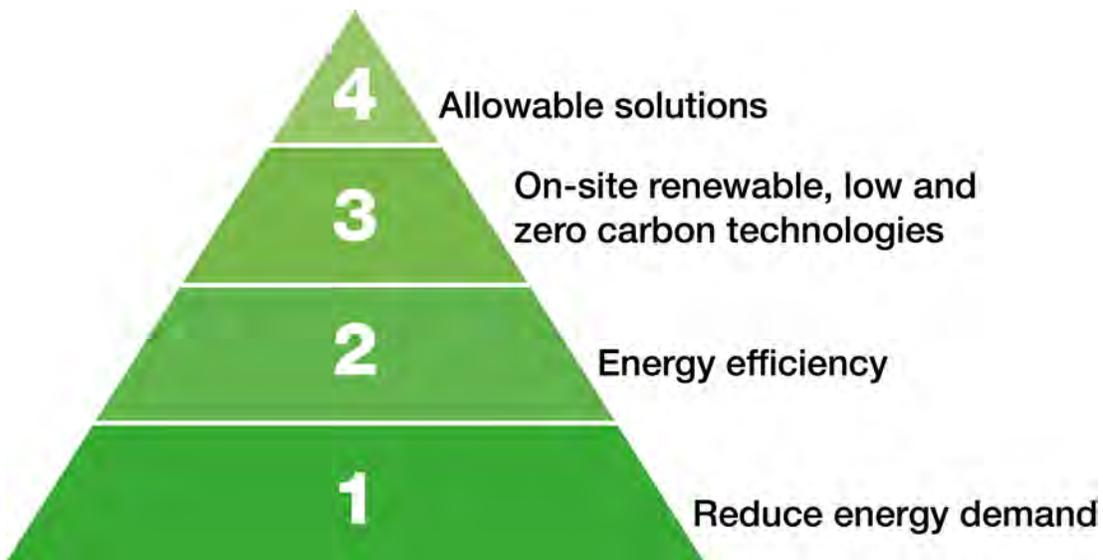 4
Allowable solutions
3
On-site renewable, low and
zero carbon technologies
2
Energy efficiency
1
Reduce energy demand